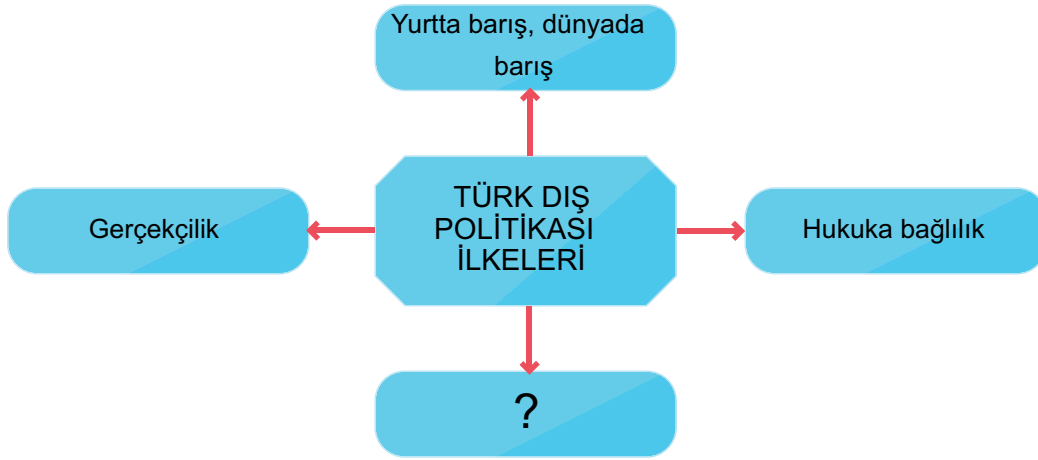 Yurtta barış, dünyada
barış
Gerçekçilik
TÜRK DIŞ
POLİTİKASI
İLKELERİ
Hukuka bağlılık
?